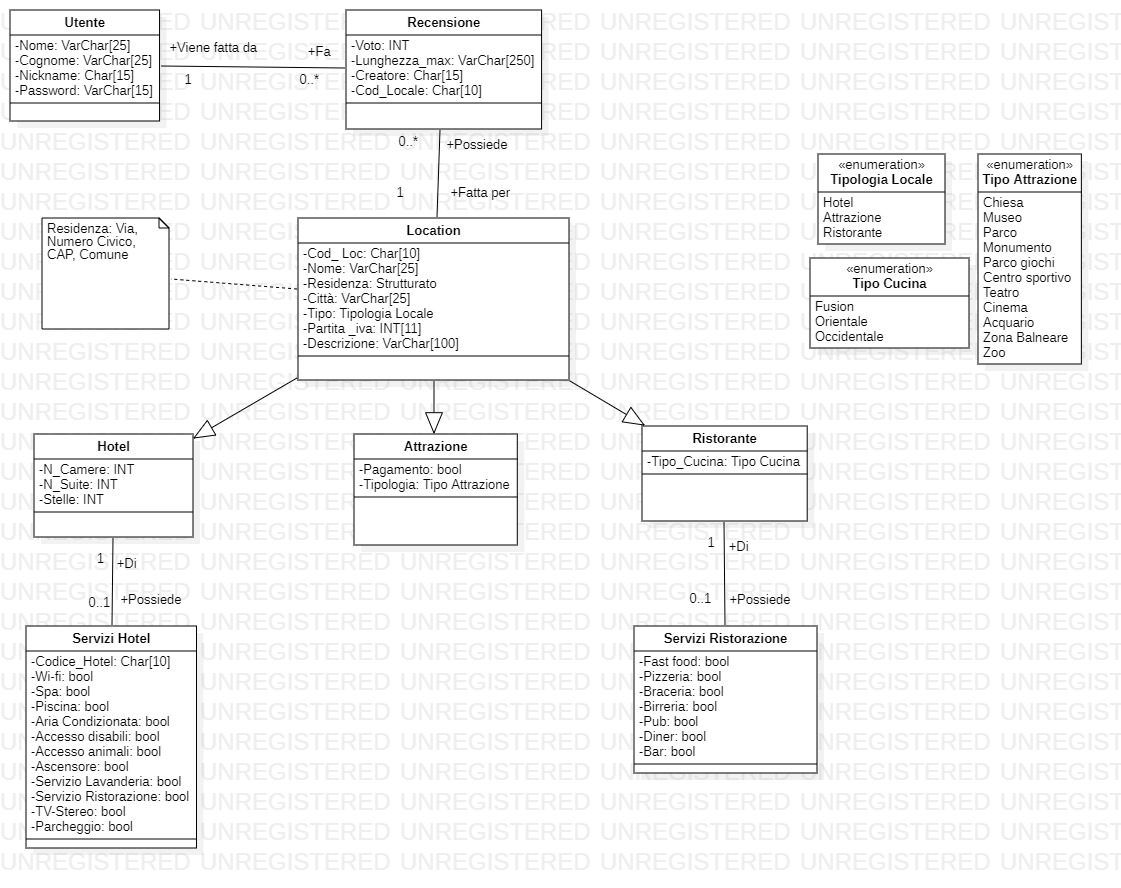 Utente
-Nome: VarChar[25]
-Cognome: VarChar[25]
-Nickname: Char[15]
-Password: VarChar[15]
+Viene fatta da
+Fa
1
0..*
Recensione
-Voto: INT
-Lunghezza_max: VarChar[250]
-Creatore: Char[15]
-Cod_Locale: Char[10]
0..*
+Possiede
1
+Fatta per
Residenza: Via,
Numero Civico,
CAP, Comune
Location
-Cod_ Loc: Char[10]
-Nome: VarChar[25]
-Residenza: Strutturato
-Città: VarChar[25]
-Tipo: Tipologia Locale
-Partita _iva: INT[11]
-Descrizione: VarChar[100]
«enumeration»
Tipologia Locale
Hotel
Attrazione
Ristorante
«enumeration»
Tipo Cucina
Fusion
Orientale
Occidentale
«enumeration»
Tipo Attrazione
Chiesa
Museo
Parco
Monumento
Parco giochi
Centro sportivo
Teatro
Cinema
Acquario
Zona Balneare
Zoo
Hotel
-N_Camere: INT
-N_Suite: INT
-Stelle: INT
Attrazione
-Pagamento: bool
-Tipologia: Tipo Attrazione
Ristorante
-Tipo_Cucina: Tipo Cucina
1
+Di
0..1
+Possiede
1
+Di
0..1
+Possiede
Servizi Hotel
-Codice_Hotel: Char[10]
-Wi-fi: bool
-Spa: bool
-Piscina: bool
-Aria Condizionata: bool
-Accesso disabili: bool
-Accesso animali: bool
-Ascensore: bool
-Servizio Lavanderia: bool
-Servizio Ristorazione: bool
-TV-Stereo: bool
-Parcheggio: bool
Servizi Ristorazione
-Fast food: bool
-Pizzeria: bool
-Braceria: bool
-Birreria: bool
-Pub: bool
-Diner: bool
-Bar: bool
UNREGISTERED